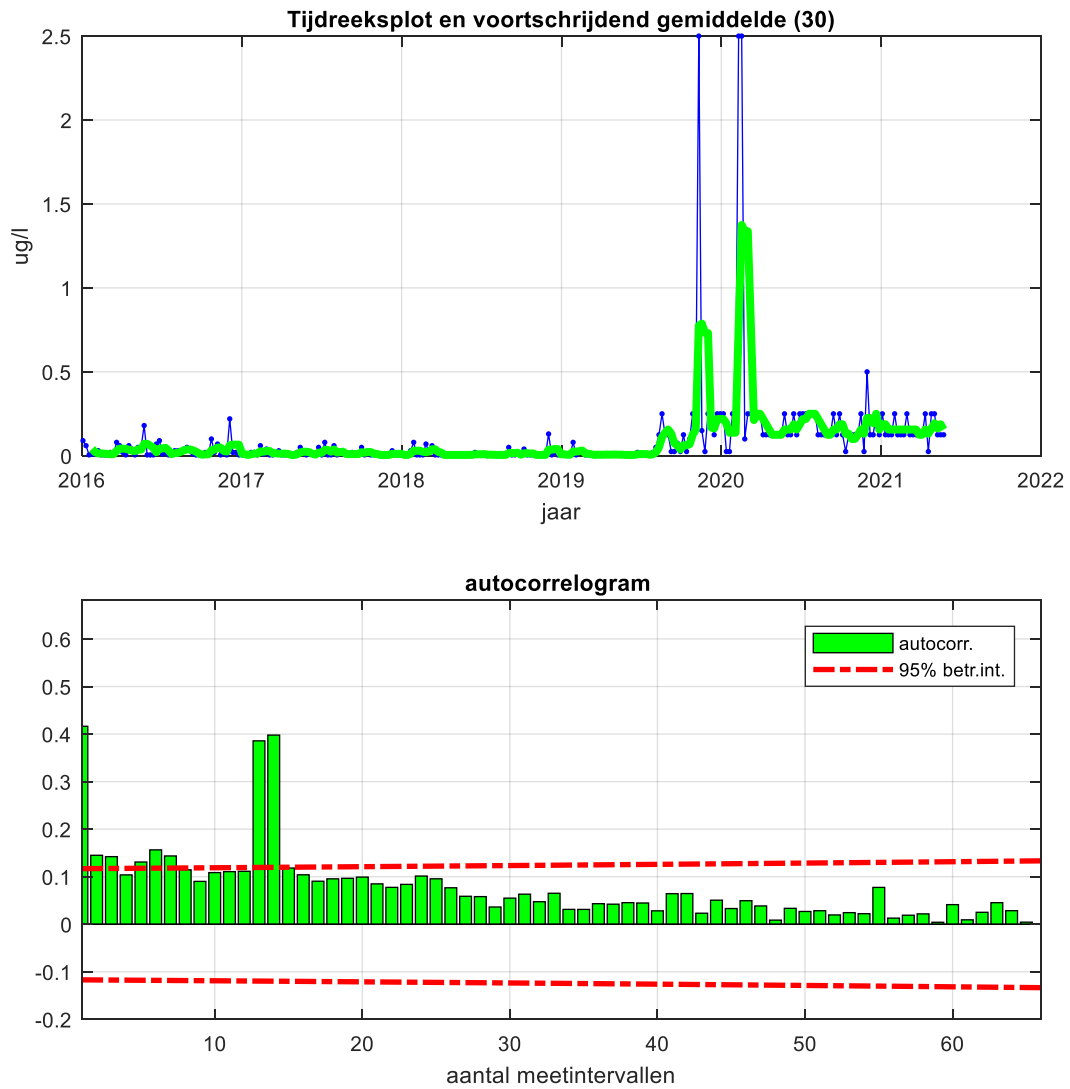 Tijdreeksplot en voortschrijdend gemiddelde (30)
2.5
2
1.5
1
0.5
0
ug/l
2016 2017 2018 2019 2020 2021 2022
jaar
autocorrelogram
0.6
0.5
0.4
0.3
0.2
0.1
0
-0.1
-0.2
autocorr.
95% betr.int.
10 20 30 40 50 60
aantal meetintervallen